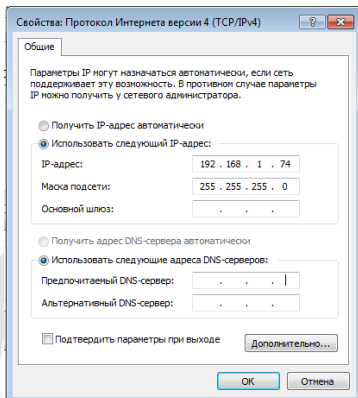 Свойства: Протокол Интернета версии 4 (TCP/IPv4)
Общие
Параметры IP могут назначаться автоматически, если сеть
поддерживает эту возможность. В противном случае параметры
IP можно получить у сетевого администратора.
Получить IP-адрес автоматически
Использовать следующий IP-адрес:
IP-адрес: 192 . 168 . 1 . 74
Маска подсети: 255 . 255 . 255 . 0
Основной шлюз: . . .
Получить адрес DNS-сервера автоматически
Использовать следующие адреса DNS-серверов:
Предпочитаемый DNS-сервер: . . .
Альтернативный DNS-сервер: . . .
Подтвердить параметры при выходе
Дополнительно...
ОК Отмена